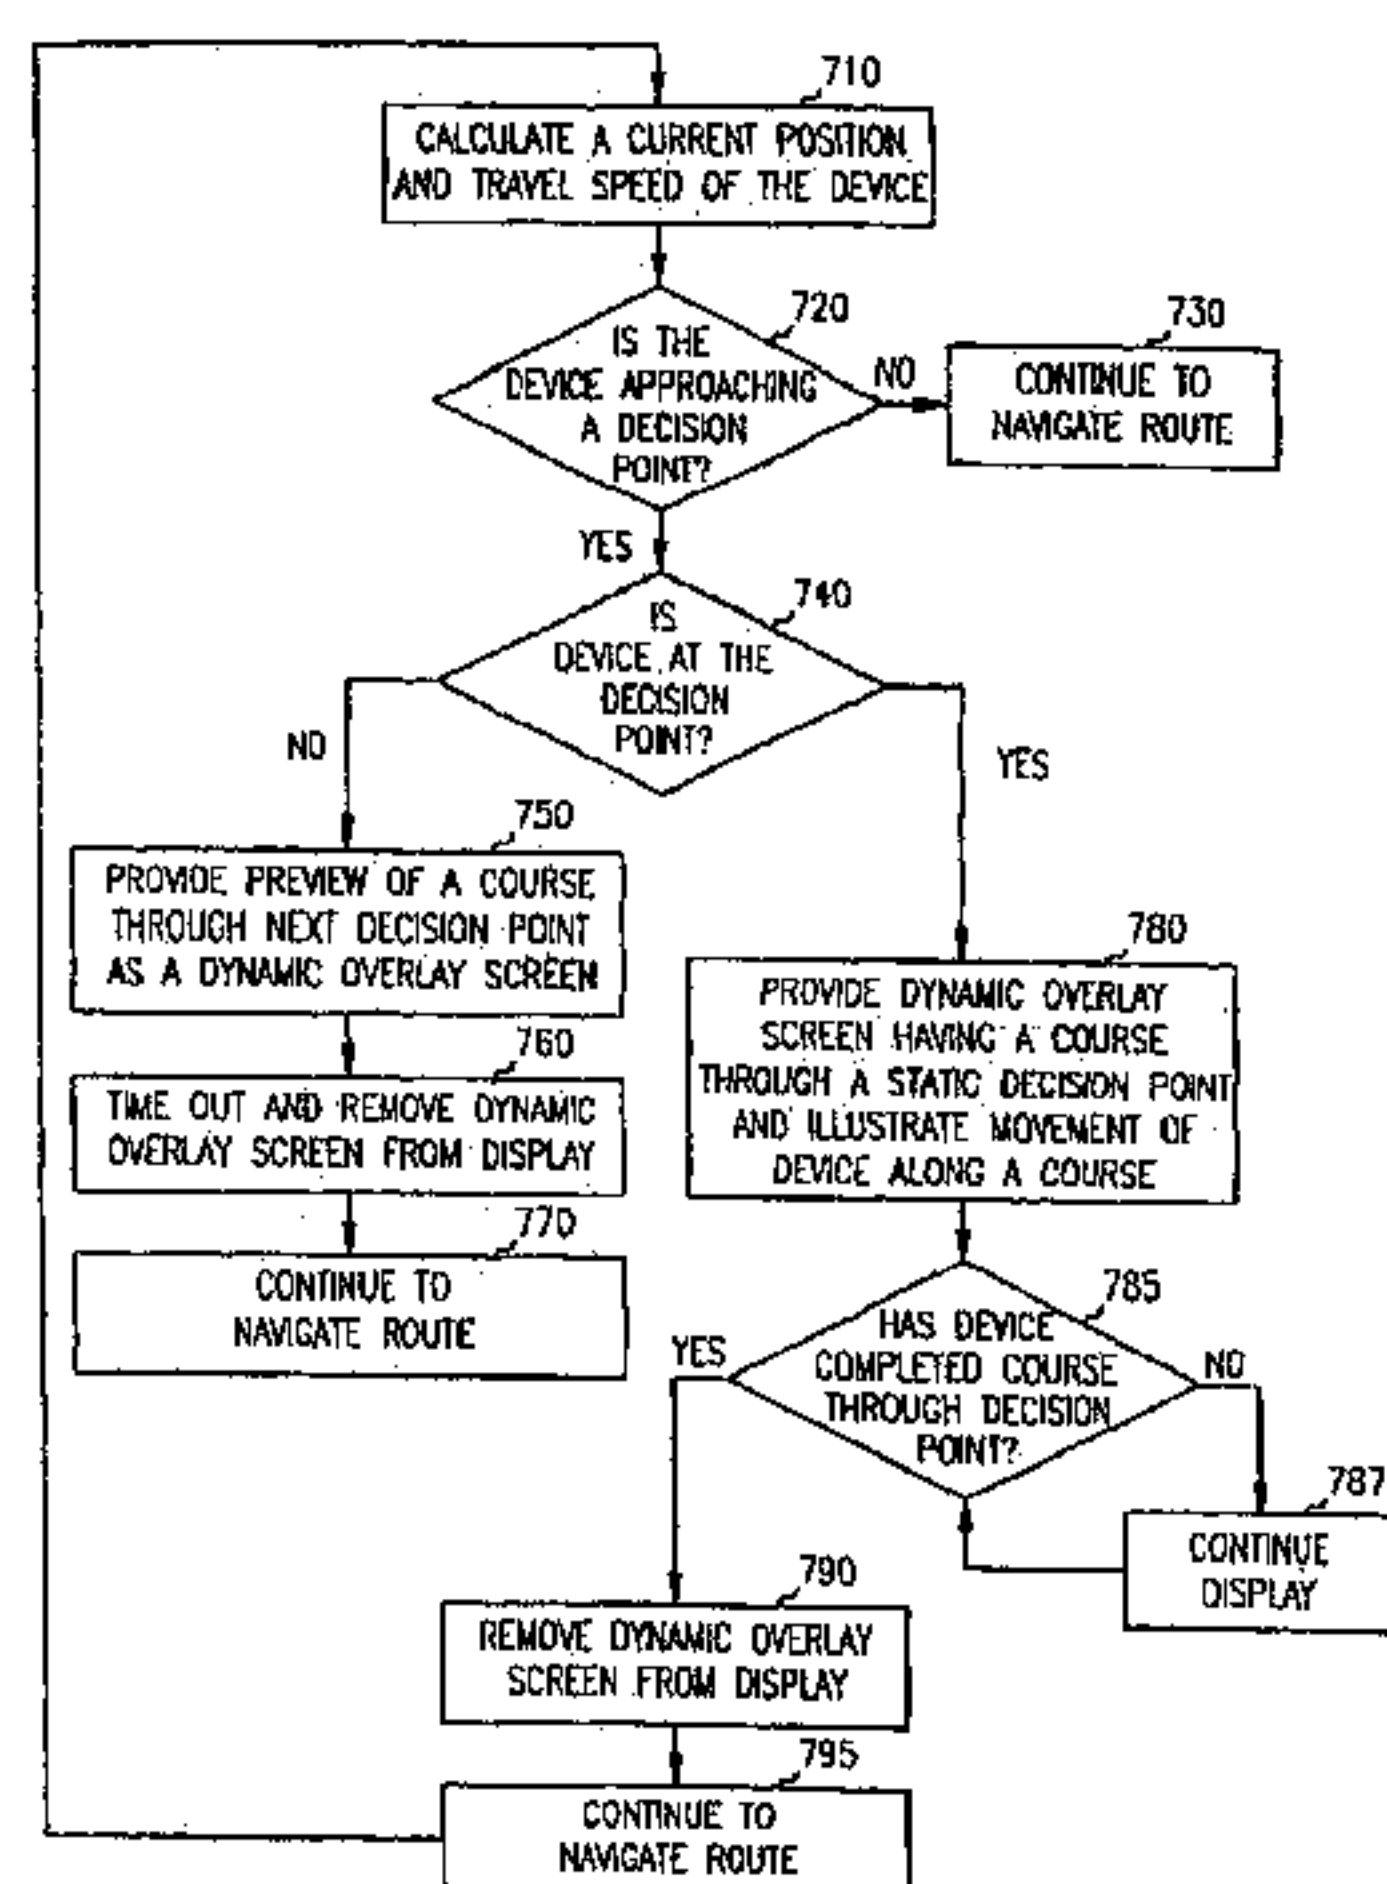 710
CALCULATE A CURRENT POSITION
AND TRAVEL SPEED OF THE DEVICE
720
IS THE
DEVICE APPROACHING
A DECISION
POINT?
NO
730
CONTINUE TO
NAVIGATE ROUTE
YES
740
IS
DEVICE AT THE
DECISION
POINT?
NO
YES
750
PROVIDE PREVIEW OF A COURSE
THROUGH NEXT DECISION POINT
AS A DYNAMIC OVERLAY SCREEN
760
TIME OUT AND REMOVE DYNAMIC
OVERLAY SCREEN FROM DISPLAY
770
CONTINUE TO
NAVIGATE ROUTE
780
PROVIDE DYNAMIC OVERLAY
SCREEN HAVING A COURSE
THROUGH A STATIC DECISION POINT
AND ILLUSTRATE MOVEMENT OF
DEVICE ALONG A COURSE
785
HAS DEVICE
COMPLETED COURSE
THROUGH DECISION
POINT?
YES
NO
787
CONTINUE
DISPLAY
790
REMOVE DYNAMIC OVERLAY
SCREEN FROM DISPLAY
795
CONTINUE TO
NAVIGATE ROUTE